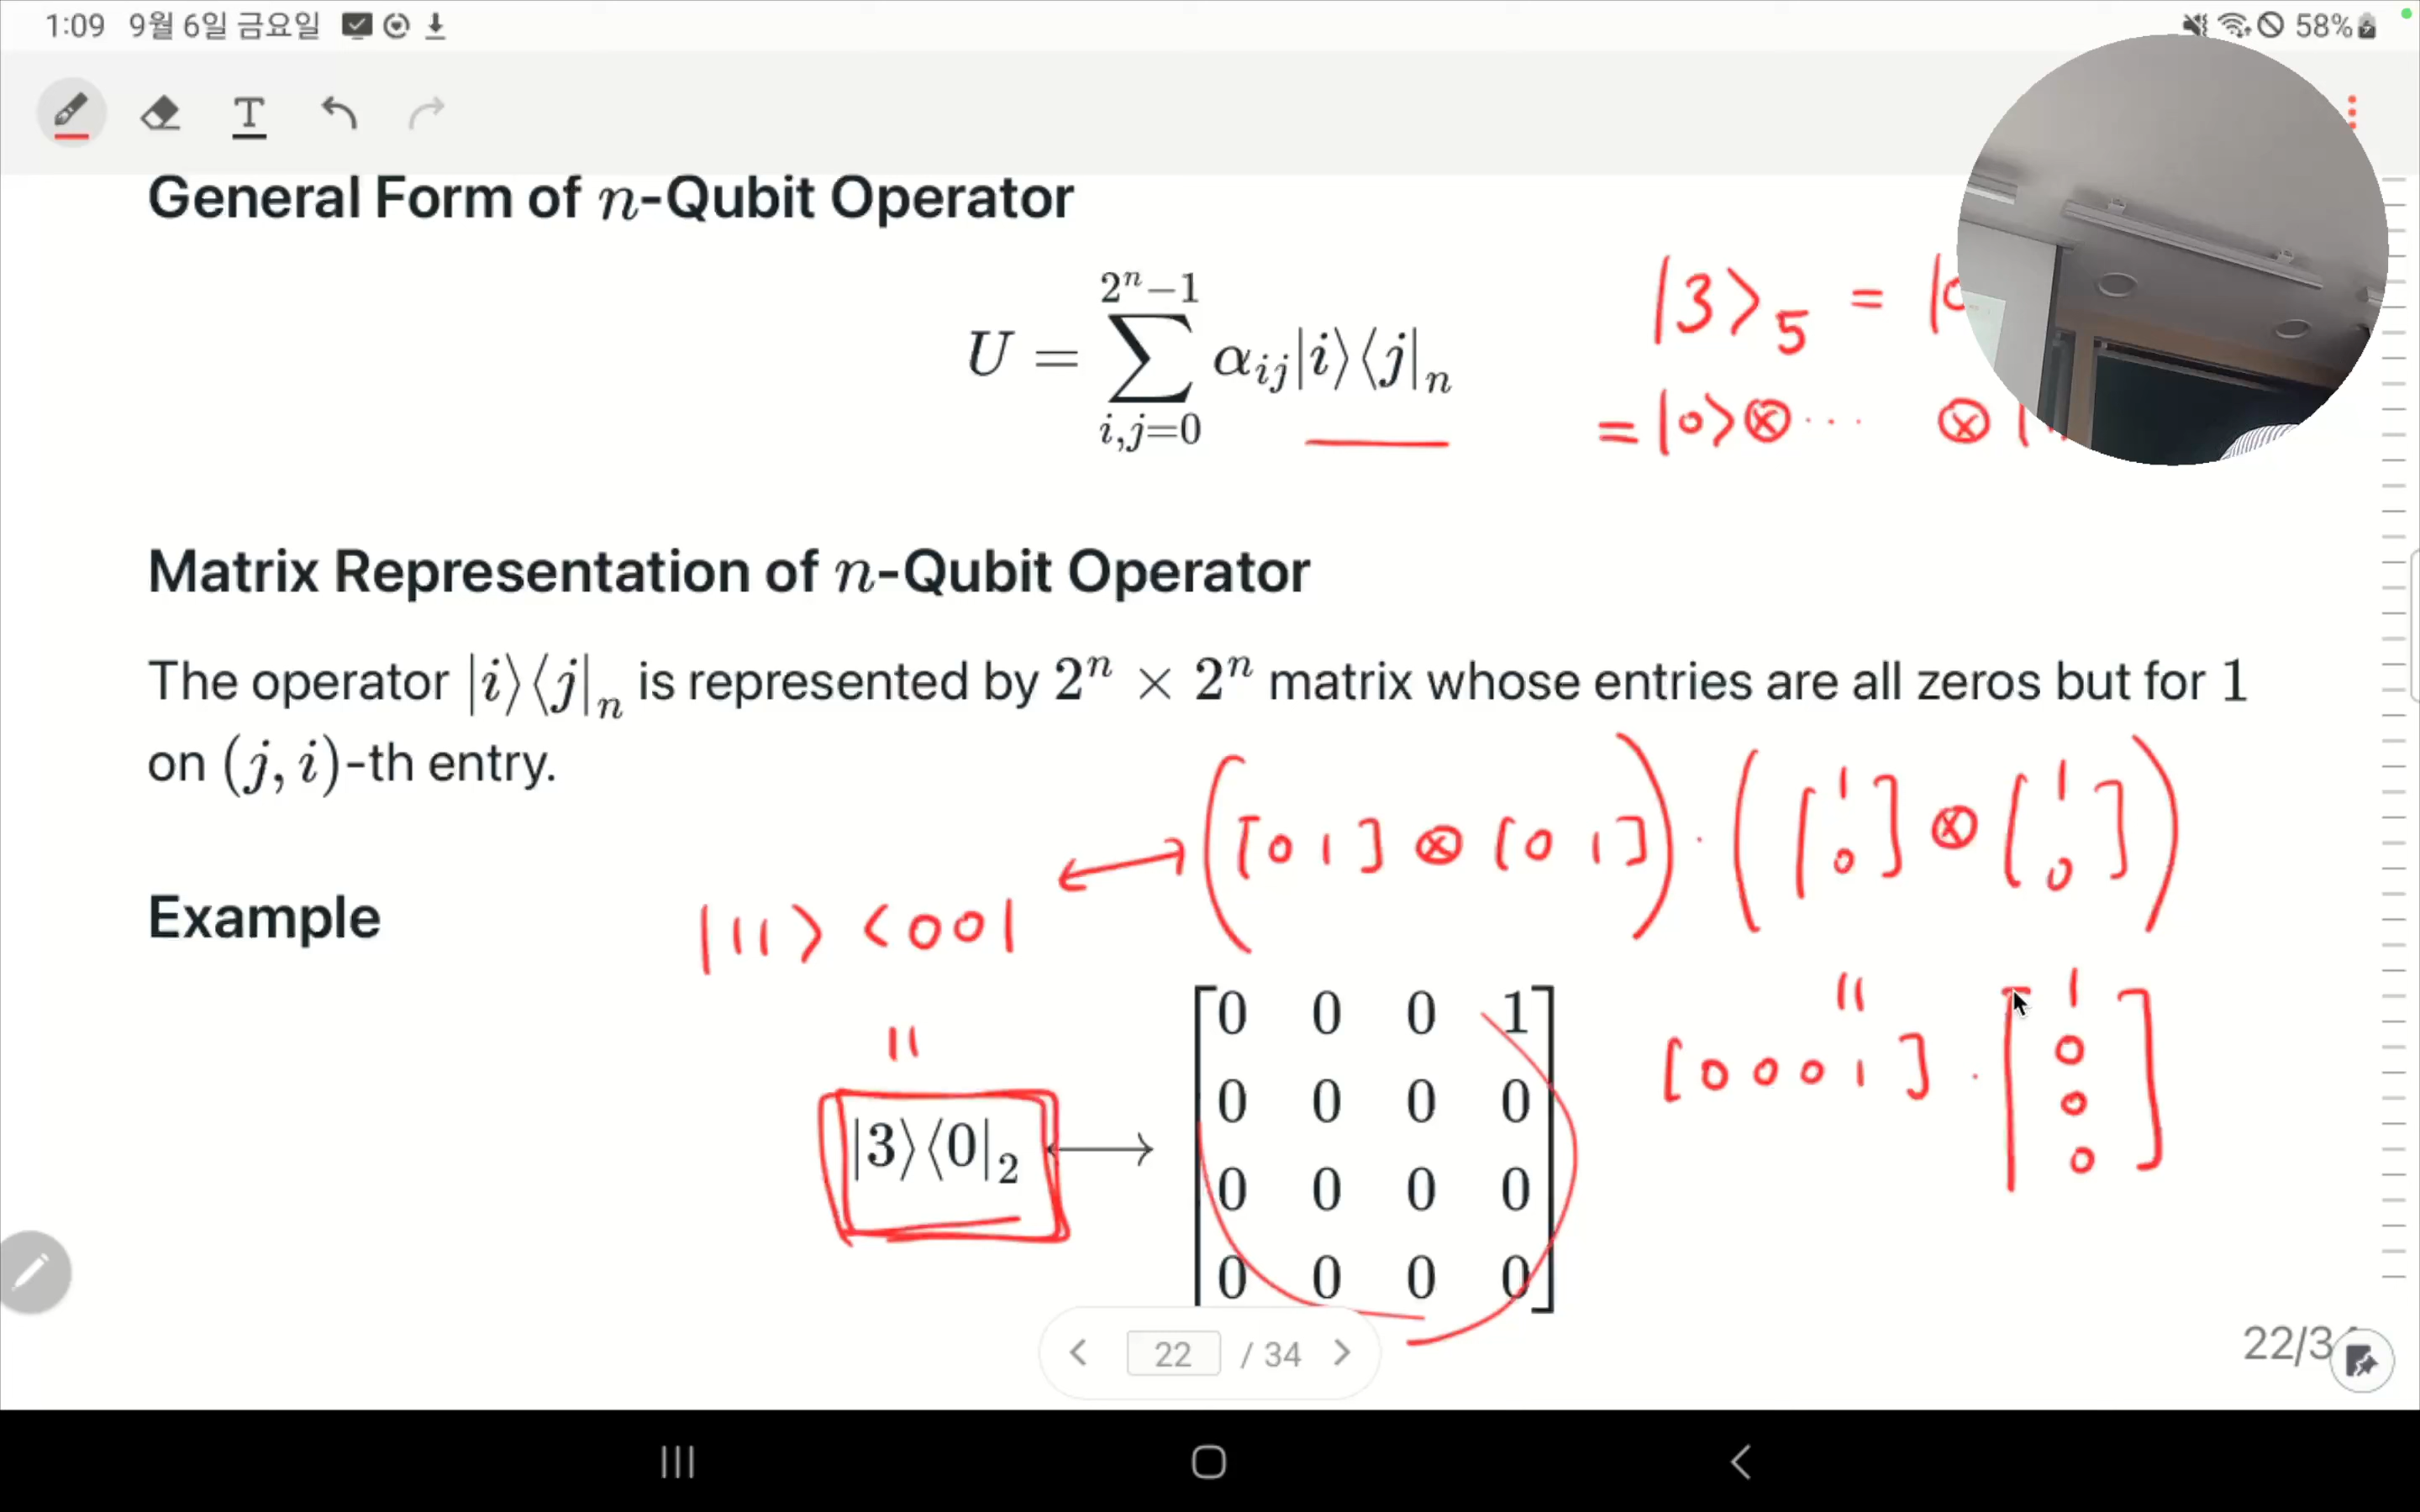 1:09 9월 6일 금요일 58%
T
General Form of n-Qubit Operator
U = \sum_{i,j=0}^{2^n-1} α_{ij}|i⟩⟨j|_n
|3⟩_5 = |0
= |0⟩ ⊗ ··· ⊗ |
Matrix Representation of n-Qubit Operator
The operator |i⟩⟨j|_n is represented by 2^n × 2^n matrix whose entries are all zeros but for 1
on (j, i)-th entry.
Example
|11⟩⟨00| ⟷ ([0 1] ⊗ [0 1]) · ([1 0] ⊗ [1 0])
||
|3⟩⟨0|_2 ⟷
0 0 0 1
0 0 0 0
0 0 0 0
0 0 0 0
||
[0 0 0 1] · [1 0 0 0]
22 / 34
22/3